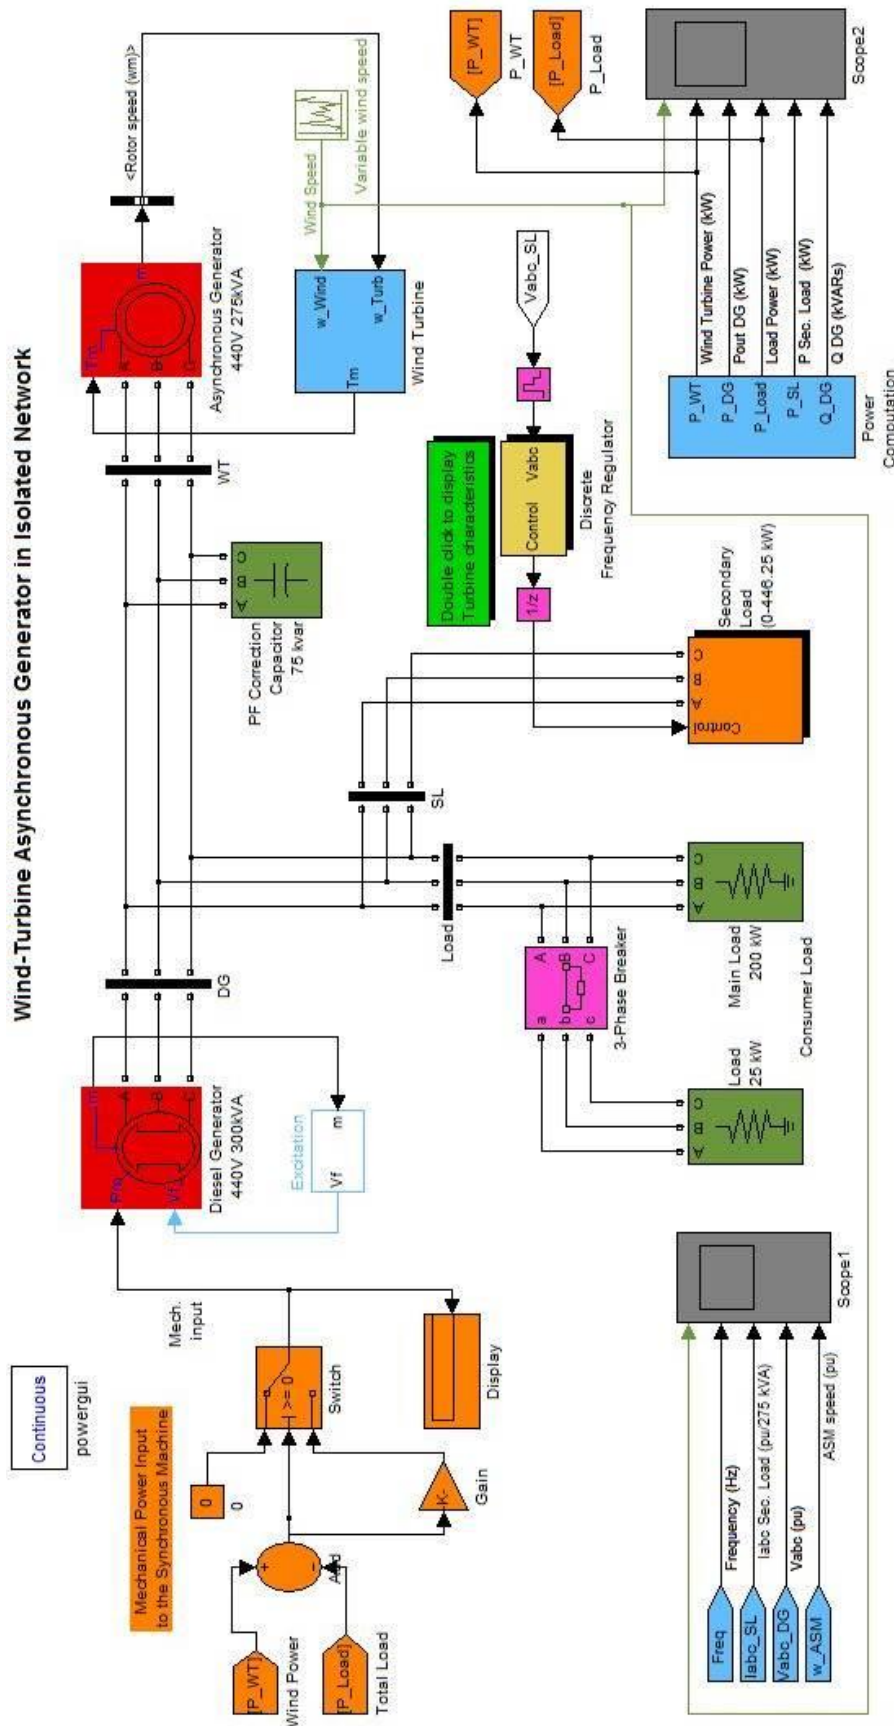 Wind-Turbine Asynchronous Generator in Isolated Network
Continuous
powergui
Mechanical Power Input
to the Synchronous Machine
[P_WT]
Wind Power
[P_Load]
Total Load
+
-
Add
0
0
>= 0
Switch
K-
Gain
Display
Mech.
input
Pm
Vf
m
A
B
C
Diesel Generator
440V 300kVA
Excitation
Vf
m
DG
PF Correction
Capacitor
75 kvar
A
B
C
WT
Tm
m
A
B
C
Asynchronous Generator
440V 275kVA
<Rotor speed (wm)>
Wind Speed
Variable wind speed
w_Wind
w_Turb
Tm
Wind Turbine
Load
SL
3-Phase Breaker
a
b
c
A
B
C
A
B
C
Load
25 kW
A
B
C
Main Load
200 kW
Consumer Load
Control
A
B
C
Secondary
Load
(0-446.25 kW)
Double click to display
Turbine characteristics
1/z
Control
Vabc
Discrete
Frequency Regulator
Vabc_SL
[P_WT]
P_WT
[P_Load]
P_Load
Freq
Frequency (Hz)
Iabc_SL
Iabc Sec. Load (pu/275 kVA)
Vabc_DG
Vabc (pu)
w_ASM
ASM speed (pu)
Scope1
P_WT
Wind Turbine Power (kW)
P_DG
Pout DG (kW)
P_Load
Load Power (kW)
P_SL
P Sec. Load (kW)
Q_DG
Q DG (kVARs)
Power
Computation
Scope2